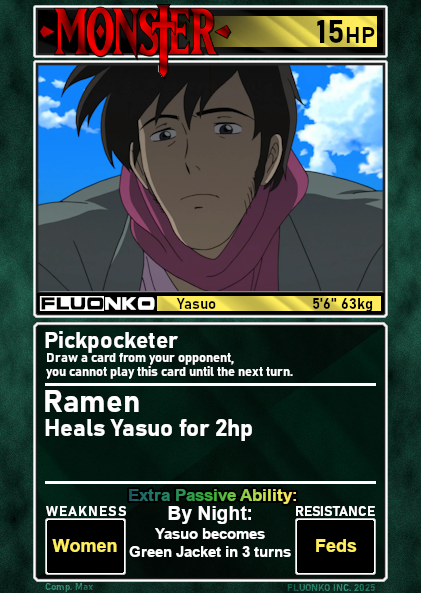 MONSTER
15HP
FLUONKO
Yasuo
5'6" 63kg
Pickpocketer
Draw a card from your opponent,
you cannot play this card until the next turn.
Ramen
Heals Yasuo for 2hp
Extra Passive Ability:
WEAKNESS
Women
By Night:
Yasuo becomes
Green Jacket in 3 turns
RESISTANCE
Feds
Comp. Max
FLUONKO INC. 2025